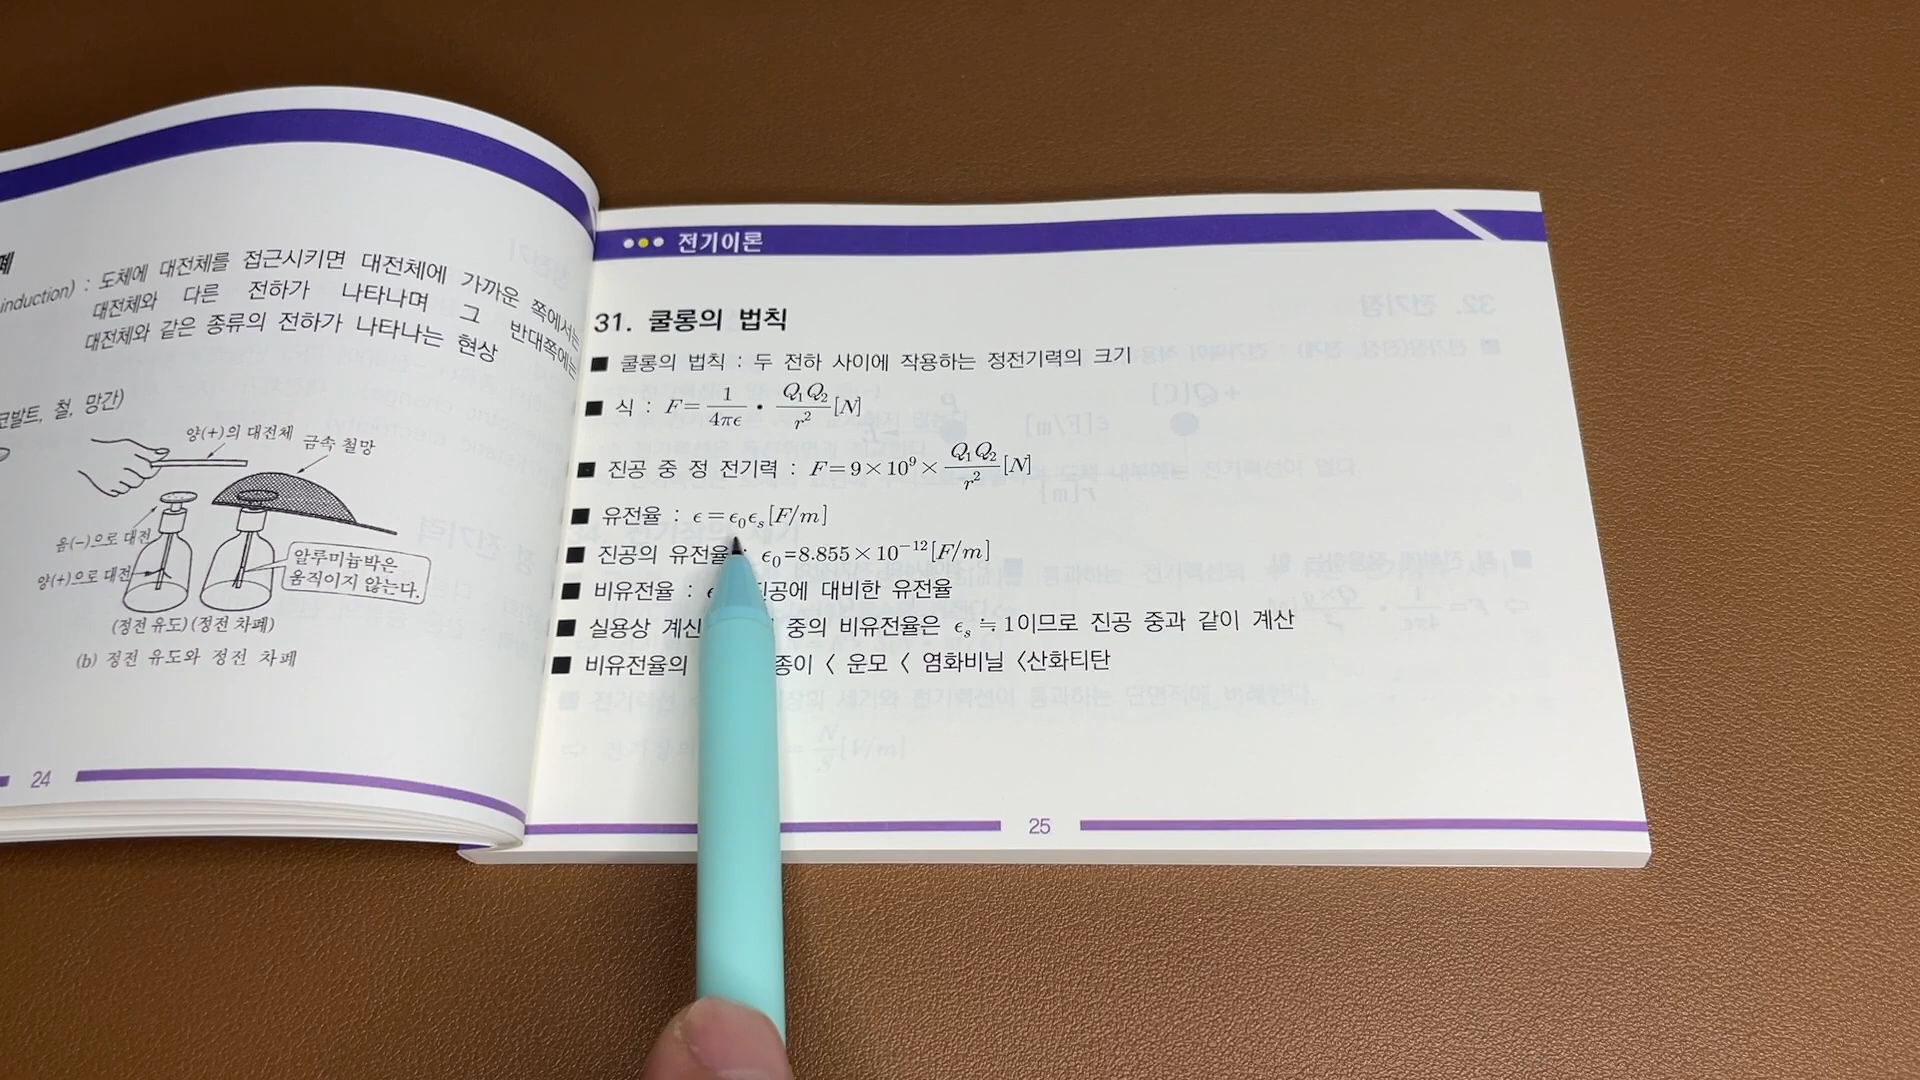 폐
induction) : 도체에 대전체를 접근시키면 대전체에 가까운 쪽에서는
대전체와 다른 전하가 나타나며 그 반대쪽에는
대전체와 같은 종류의 전하가 나타나는 현상
코발트, 철, 망간)
양(+)의 대전체
금속 철망
음(-)으로 대전
양(+)으로 대전
알루미늄박은
움직이지 않는다.
(정전 유도) (정전 차폐)
(b) 정전 유도와 정전 차폐
24
전기이론
31. 쿨롱의 법칙
■ 쿨롱의 법칙 : 두 전하 사이에 작용하는 정전기력의 크기
■ 식 : F = 1/4πϵ · Q₁Q₂/r² [N]
■ 진공 중 정 전기력 : F = 9×10⁹ × Q₁Q₂/r² [N]
■ 유전율 : ϵ = ϵ₀ϵₛ [F/m]
■ 진공의 유전율 : ϵ₀=8.855×10⁻¹² [F/m]
■ 비유전율 : 진공에 대비한 유전율
■ 실용상 계산 중의 비유전율은 ϵₛ ≒ 1이므로 진공 중과 같이 계산
■ 비유전율의 종이 < 운모 < 염화비닐 <산화티탄
25